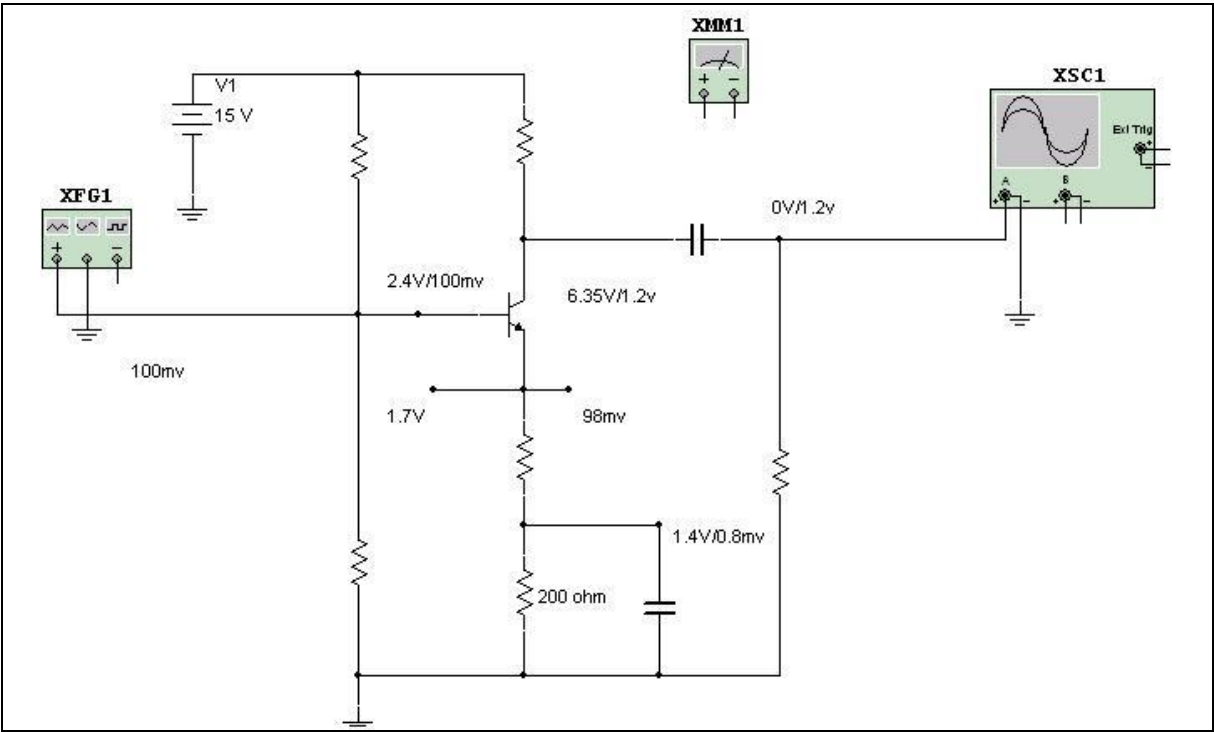 XMM1
+ −
XSC1
V1
15 V
Ext Trig
+
−
A
B
+ −
+ −
XFG1
+ −
0V/1.2v
2.4V/100mv
6.35V/1.2v
100mv
1.7V
98mv
1.4V/0.8mv
200 ohm